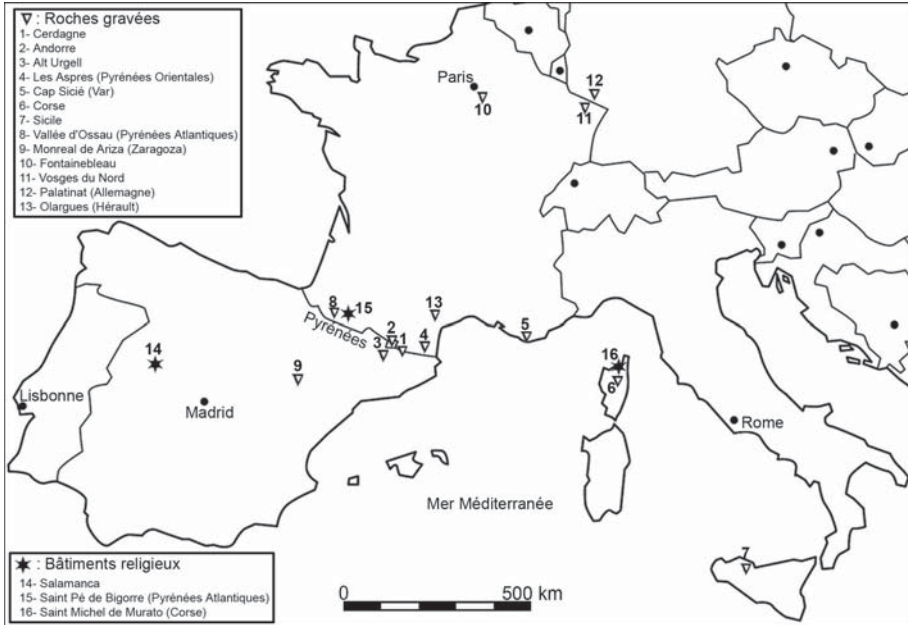 ▽ : Roches gravées
1- Cerdagne
2- Andorre
3- Alt Urgell
4- Les Aspres (Pyrénées Orientales)
5- Cap Sicié (Var)
6- Corse
7- Sicile
8- Vallée d'Ossau (Pyrénées Atlantiques)
9- Monreal de Ariza (Zaragoza)
10- Fontainebleau
11- Vosges du Nord
12- Palatinat (Allemagne)
13- Olargues (Hérault)
Paris
10
12
11
8
15
13
Pyrénées
2
1
3
4
5
14
9
16
6
Lisbonne
Madrid
Rome
Mer Méditerranée
7
✶ : Bâtiments religieux
14- Salamanca
15- Saint Pé de Bigorre (Pyrénées Atlantiques)
16- Saint Michel de Murato (Corse)
0 500 km